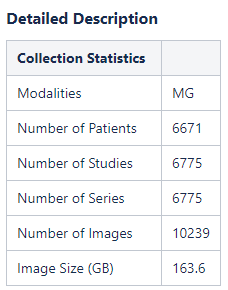 Detailed Description
Collection Statistics
Modalities MG
Number of Patients 6671
Number of Studies 6775
Number of Series 6775
Number of Images 10239
Image Size (GB) 163.6